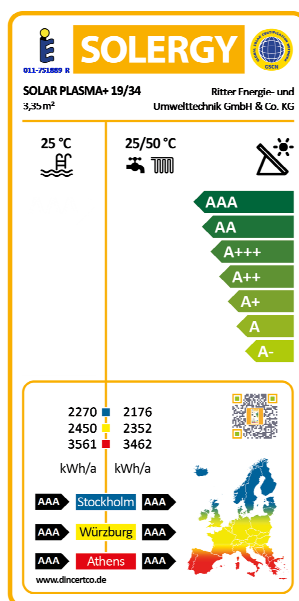 SOLERGY
011-7S1889 R
SOLAR PLASMA+ 19/34
3,35 m²
Ritter Energie- und
Umwelttechnik GmbH & Co. KG
25 °C
25/50 °C
AAA
AA
A+++
A++
A+
A
A-
2270 2176
2450 2352
3561 3462
kWh/a kWh/a
AAA Stockholm AAA
AAA Würzburg AAA
AAA Athens AAA
www.dincertco.de